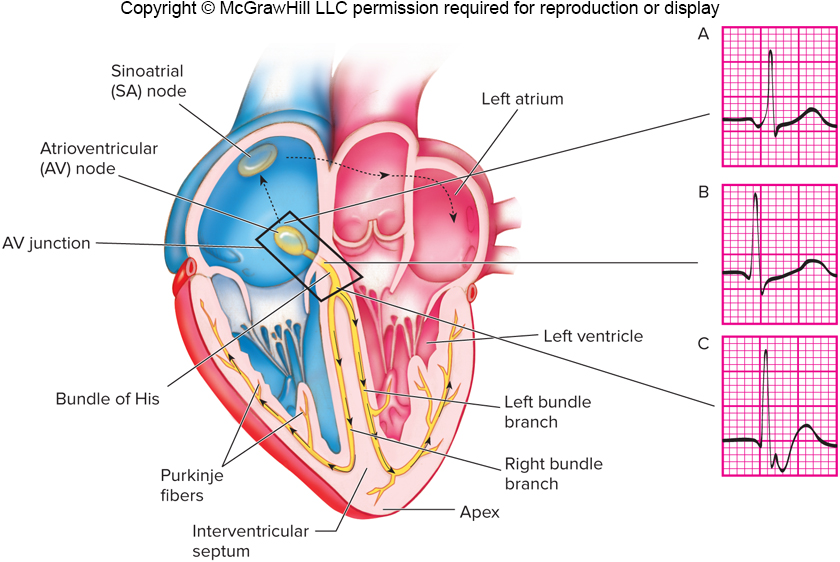 Copyright © McGrawHill LLC permission required for reproduction or display
Sinoatrial
(SA) node
Atrioventricular
(AV) node
AV junction
Bundle of His
Purkinje
fibers
Interventricular
septum
Left atrium
Left ventricle
Left bundle
branch
Right bundle
branch
Apex
A
B
C